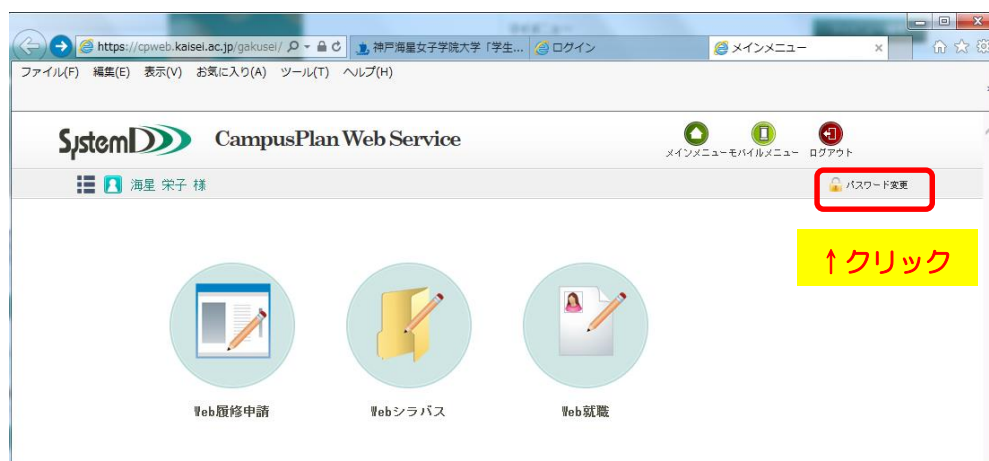 https://cpweb.kaisei.ac.jp/gakusei/
神戸海星女子学院大学「学生...
ログイン
メインメニュー
ファイル(F) 編集(E) 表示(V) お気に入り(A) ツール(T) ヘルプ(H)
SystemD CampusPlan Web Service
メインメニュー モバイルメニュー ログアウト
海星 栄子 様
パスワード変更
↑クリック
Web履修申請 Webシラバス Web就職